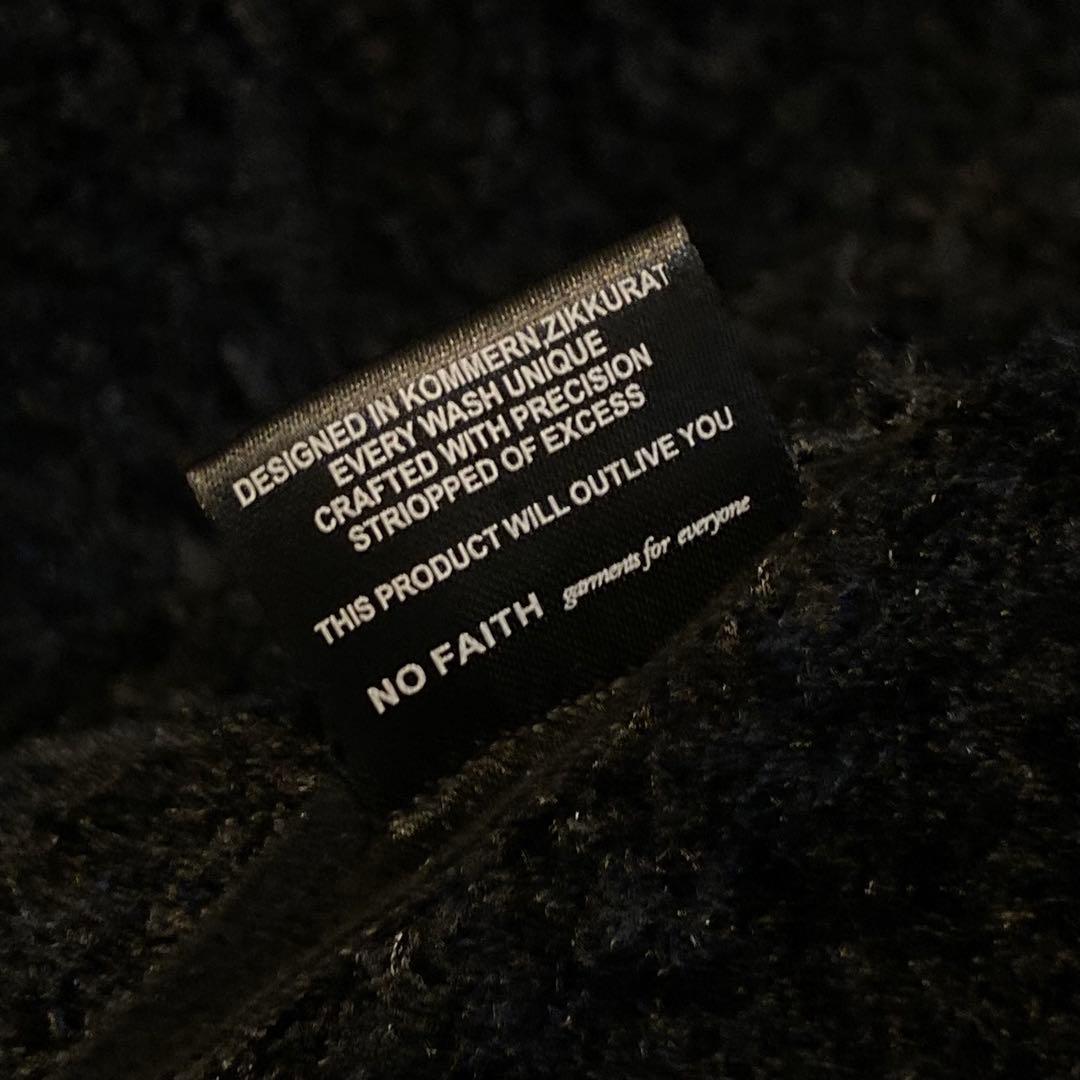 DESIGNED IN KOMMERN.ZIKKURAT
EVERY WASH UNIQUE
CRAFTED WITH PRECISION
STRIOPPED OF EXCESS
THIS PRODUCT WILL OUTLIVE YOU
NO FAITH garments for everyone